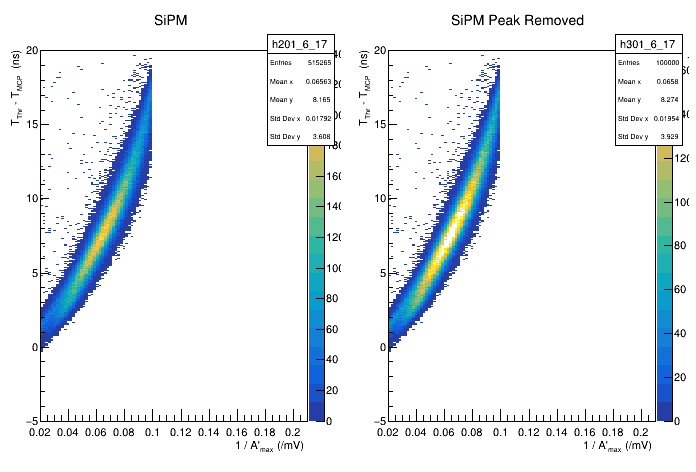 SiPM
h201_6_17
Entries 515265
Mean x 0.06563
Mean y 8.165
Std Dev x 0.01792
Std Dev y 3.608
T_Thr - T_MCP (ns)
20
15
10
5
0
−5
0.02 0.04 0.06 0.08 0.1 0.12 0.14 0.16 0.18 0.2
1 / A'_max (/mV)
180
160
140
120
100
80
60
40
20
0
SiPM Peak Removed
h301_6_17
Entries 100000
Mean x 0.0658
Mean y 8.274
Std Dev x 0.01954
Std Dev y 3.929
T_Thr - T_MCP (ns)
20
15
10
5
0
−5
0.02 0.04 0.06 0.08 0.1 0.12 0.14 0.16 0.18 0.2
1 / A'_max (/mV)
120
100
80
60
40
20
0